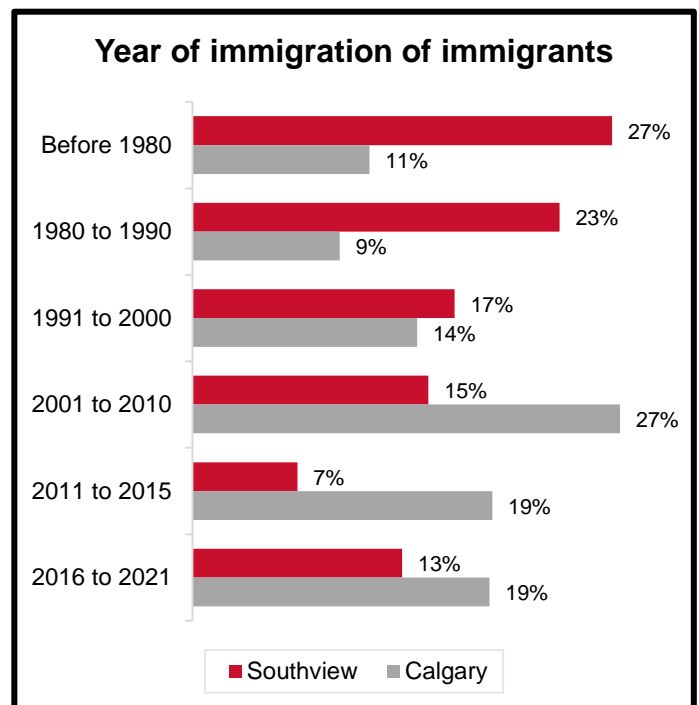 Year of immigration of immigrants
Before 1980
27%
11%
1980 to 1990
23%
9%
1991 to 2000
17%
14%
2001 to 2010
15%
27%
2011 to 2015
7%
19%
2016 to 2021
13%
19%
Southview Calgary